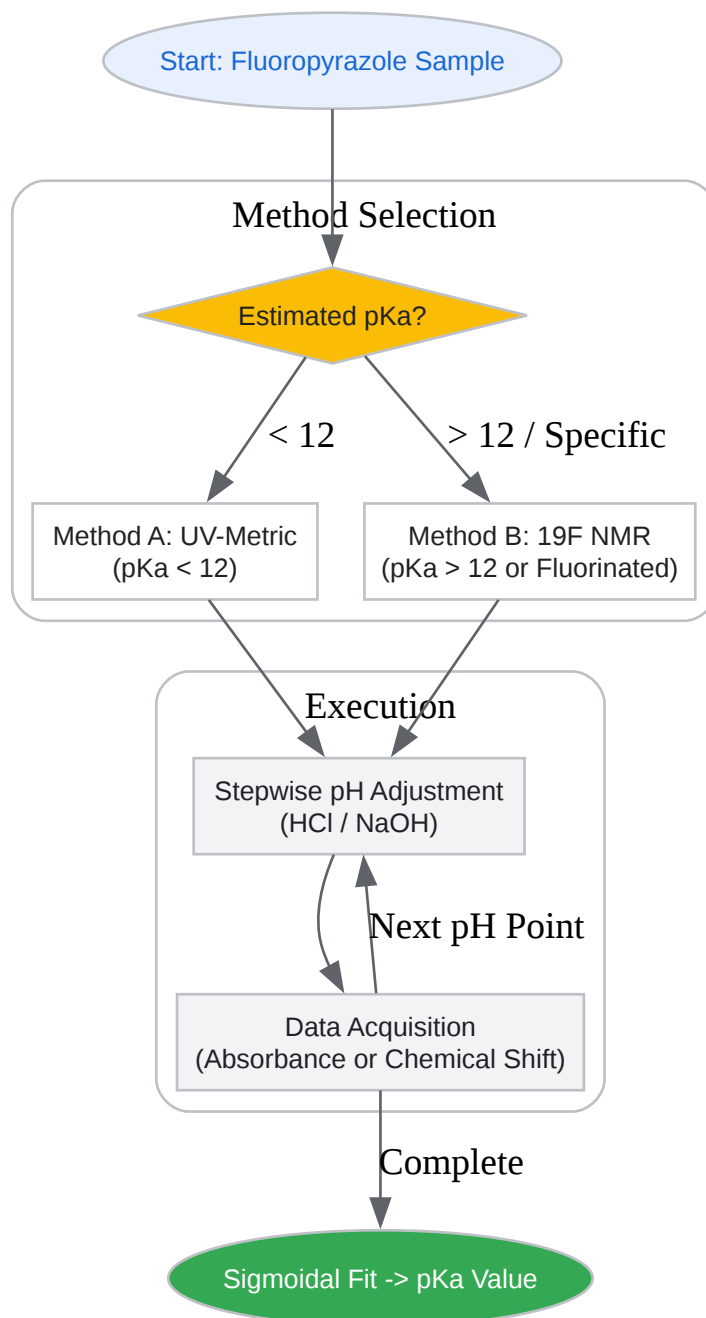 Start: Fluoropyrazole Sample
Method Selection
Estimated pKa?
< 12
> 12 / Specific
Method A: UV-Metric
(pKa < 12)
Method B: 19F NMR
(pKa > 12 or Fluorinated)
Execution
Stepwise pH Adjustment
(HCl / NaOH)
Next pH Point
Data Acquisition
(Absorbance or Chemical Shift)
Complete
Sigmoidal Fit -> pKa Value